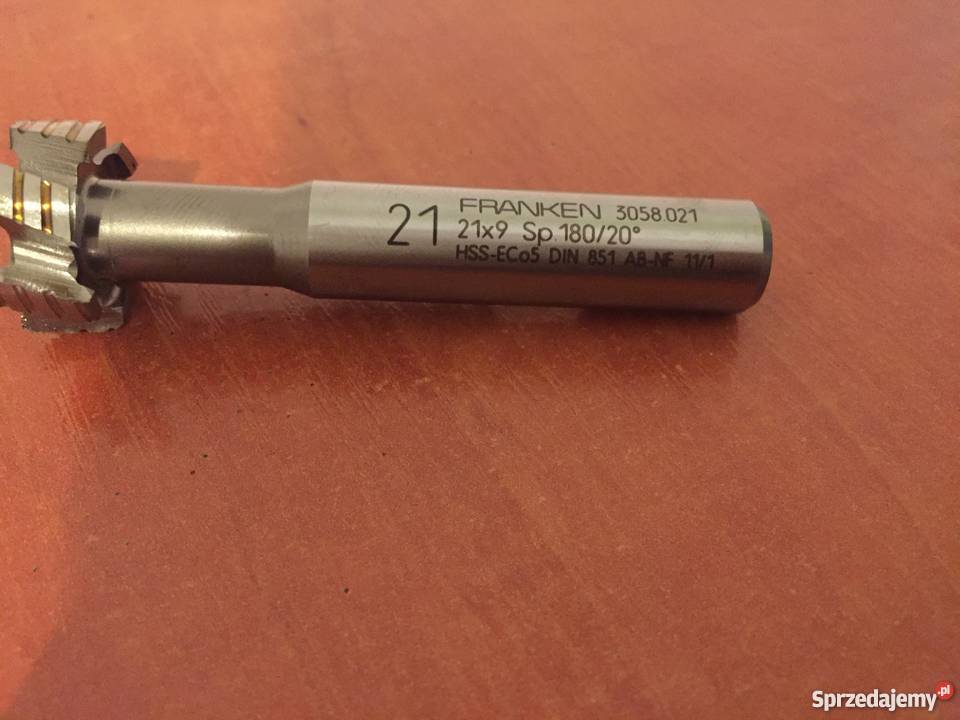 21
FRANKEN 3058.021
21x9 Sp.180/20°
HSS-ECo5 DIN 851 AB-NF 11/1
Sprzedajemy.pl